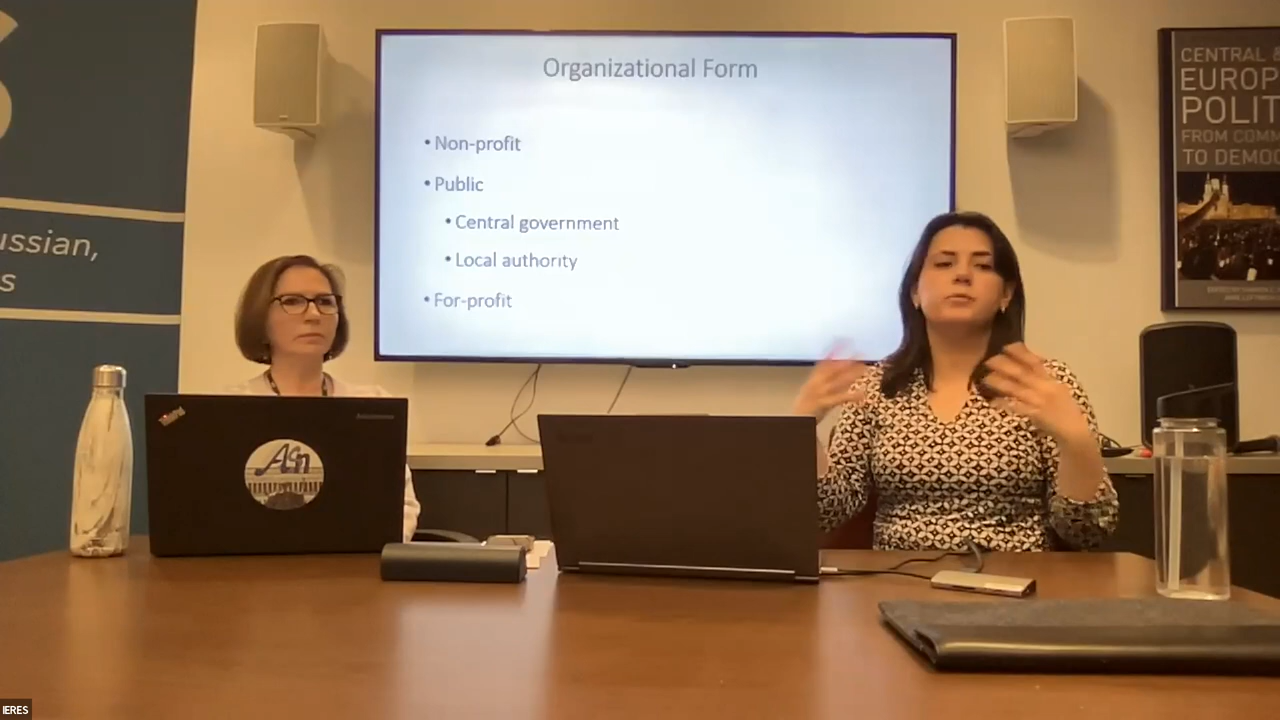 Organizational Form
• Non-profit
• Public
• Central government
• Local authority
• For-profit
ussian,
s
CENTRAL &
EUROP
POLIT
FROM COMM
TO DEMOC
ThinkPad
Acn
IERES